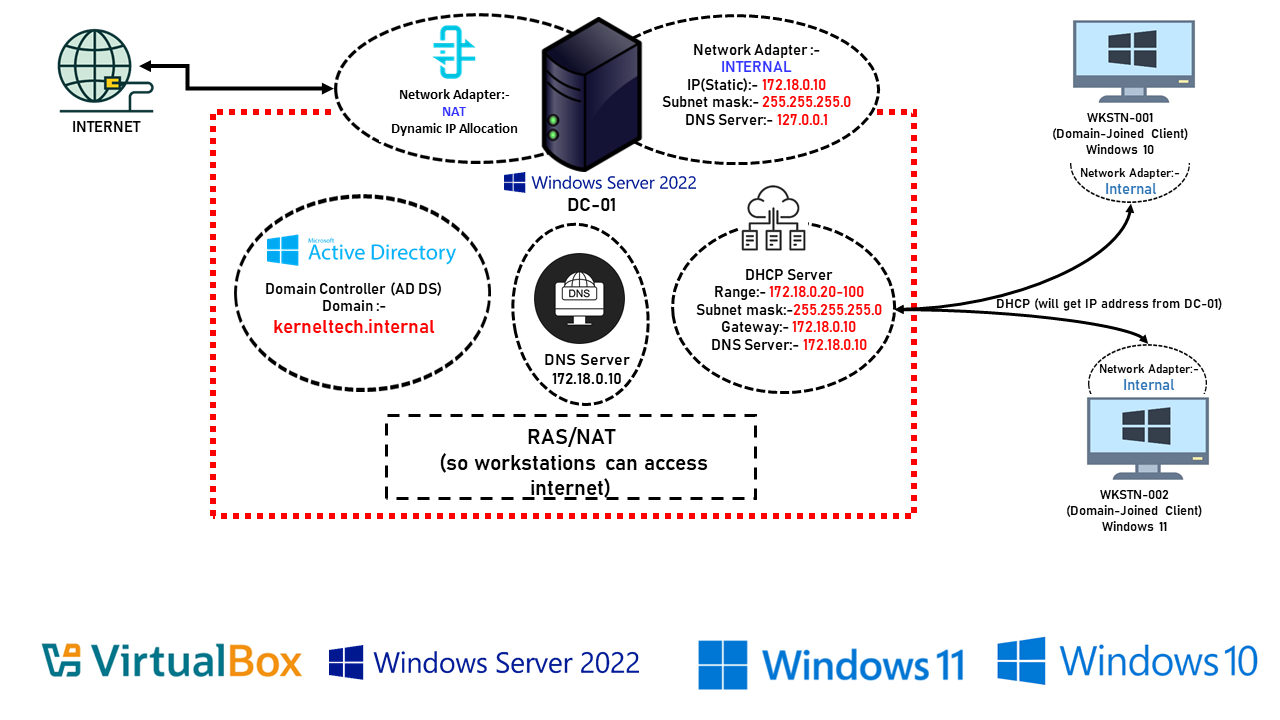 INTERNET
Network Adapter:-
NAT
Dynamic IP Allocation
Network Adapter :-
INTERNAL
IP(Static):- 172.18.0.10
Subnet mask:- 255.255.255.0
DNS Server:- 127.0.0.1
Windows Server 2022
DC-01
WKSTN-001
(Domain-Joined Client)
Windows 10
Network Adapter:-
Internal
Microsoft
Active Directory
Domain Controller (AD DS)
Domain :-
kerneltech.internal
DNS
DNS Server
172.18.0.10
DHCP Server
Range:- 172.18.0.20-100
Subnet mask:-255.255.255.0
Gateway:- 172.18.0.10
DNS Server:- 172.18.0.10
DHCP (will get IP address from DC-01)
Network Adapter:-
Internal
WKSTN-002
(Domain-Joined Client)
Windows 11
RAS/NAT
(so workstations can access
internet)
VirtualBox
Windows Server 2022
Windows 11
Windows 10